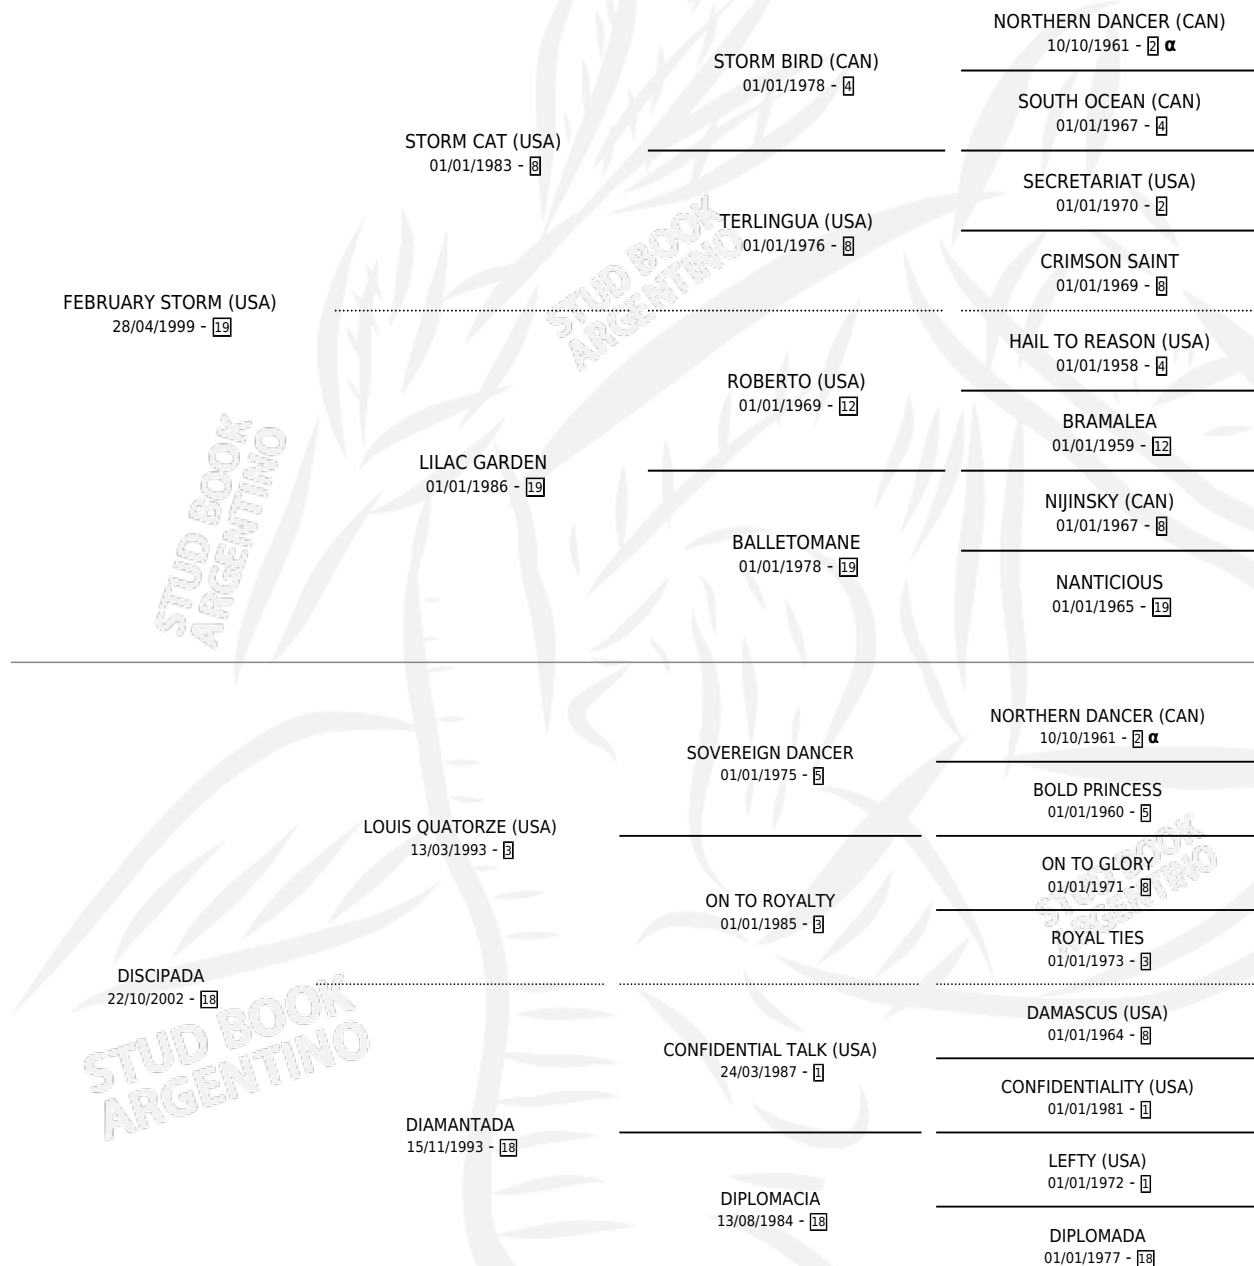 NORTHERN DANCER (CAN)
10/10/1961 - 2 α
STORM BIRD (CAN)
01/01/1978 - 4
SOUTH OCEAN (CAN)
01/01/1967 - 4
STORM CAT (USA)
01/01/1983 - 8
SECRETARIAT (USA)
01/01/1970 - 2
TERLINGUA (USA)
01/01/1976 - 8
CRIMSON SAINT
01/01/1969 - 8
FEBRUARY STORM (USA)
28/04/1999 - 19
HAIL TO REASON (USA)
01/01/1958 - 4
ROBERTO (USA)
01/01/1969 - 12
BRAMALEA
01/01/1959 - 12
LILAC GARDEN
01/01/1986 - 19
NIJINSKY (CAN)
01/01/1967 - 8
BALLETOMANE
01/01/1978 - 19
NANTICIOUS
01/01/1965 - 19
NORTHERN DANCER (CAN)
10/10/1961 - 2 α
SOVEREIGN DANCER
01/01/1975 - 5
BOLD PRINCESS
01/01/1960 - 5
LOUIS QUATORZE (USA)
13/03/1993 - 3
ON TO GLORY
01/01/1971 - 8
ON TO ROYALTY
01/01/1985 - 3
ROYAL TIES
01/01/1973 - 3
DISCIPADA
22/10/2002 - 18
DAMASCUS (USA)
01/01/1964 - 8
CONFIDENTIAL TALK (USA)
24/03/1987 - 1
CONFIDENTIALITY (USA)
01/01/1981 - 1
DIAMANTADA
15/11/1993 - 18
LEFTY (USA)
01/01/1972 - 1
DIPLOMACIA
13/08/1984 - 18
DIPLOMADA
01/01/1977 - 18
STUD BOOK
ARGENTINO
STUD BOOK
ARGENTINO
STUD BOOK
ARGENTINO
STUD BOOK
ARGENTINO